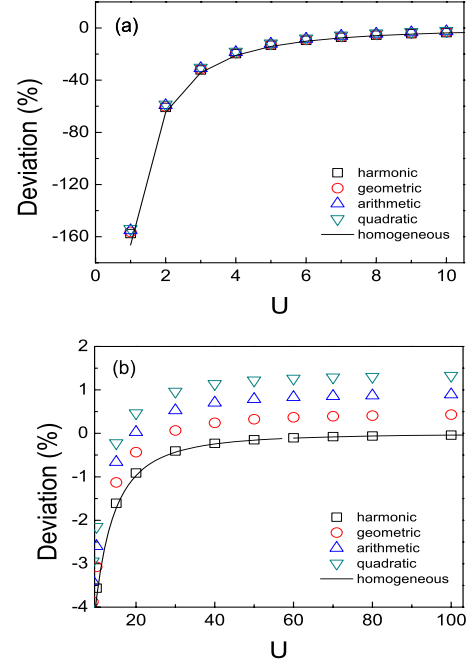 (a)
0
-40
-80
-120
-160
Deviation (%)
harmonic
geometric
arithmetic
quadratic
homogeneous
0 2 4 6 8 10
U
(b)
2
1
0
-1
-2
-3
-4
Deviation (%)
harmonic
geometric
arithmetic
quadratic
homogeneous
20 40 60 80 100
U